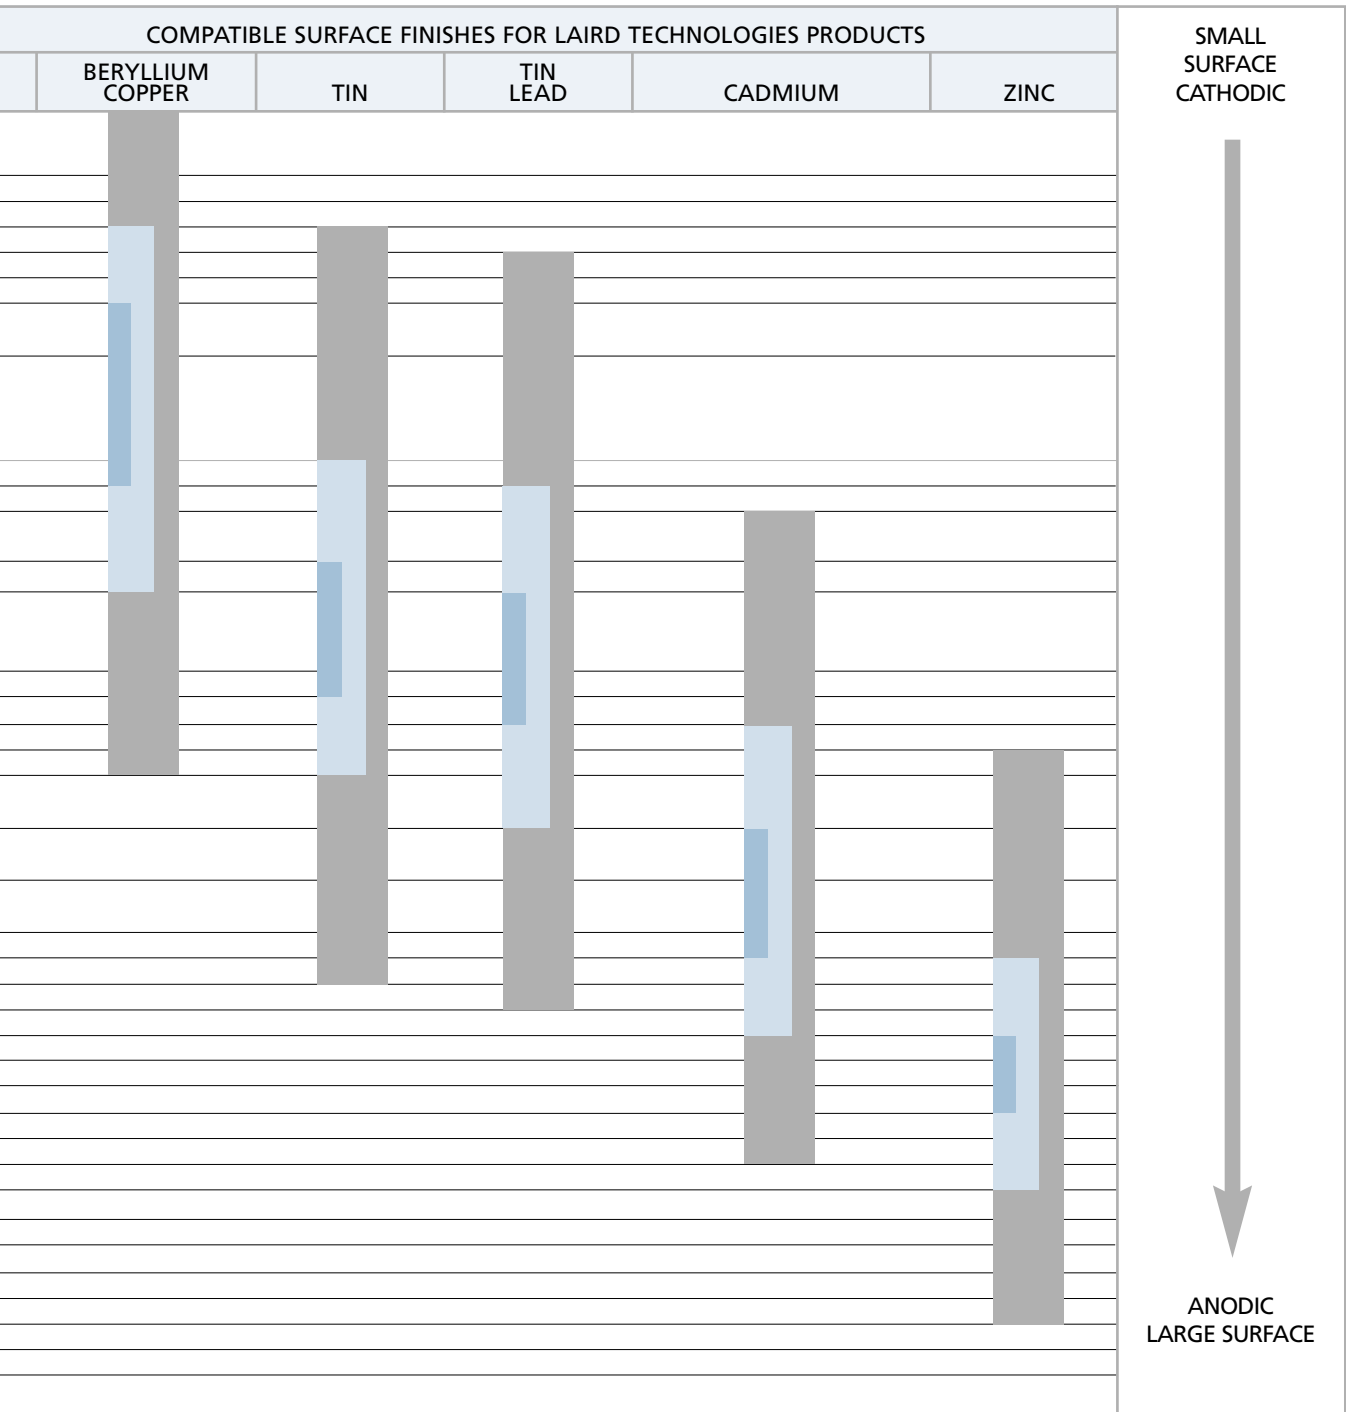 COMPATIBLE SURFACE FINISHES FOR LAIRD TECHNOLOGIES PRODUCTS
BERYLLIUM
COPPER
TIN
TIN
LEAD
CADMIUM
ZINC
SMALL
SURFACE
CATHODIC
ANODIC
LARGE SURFACE